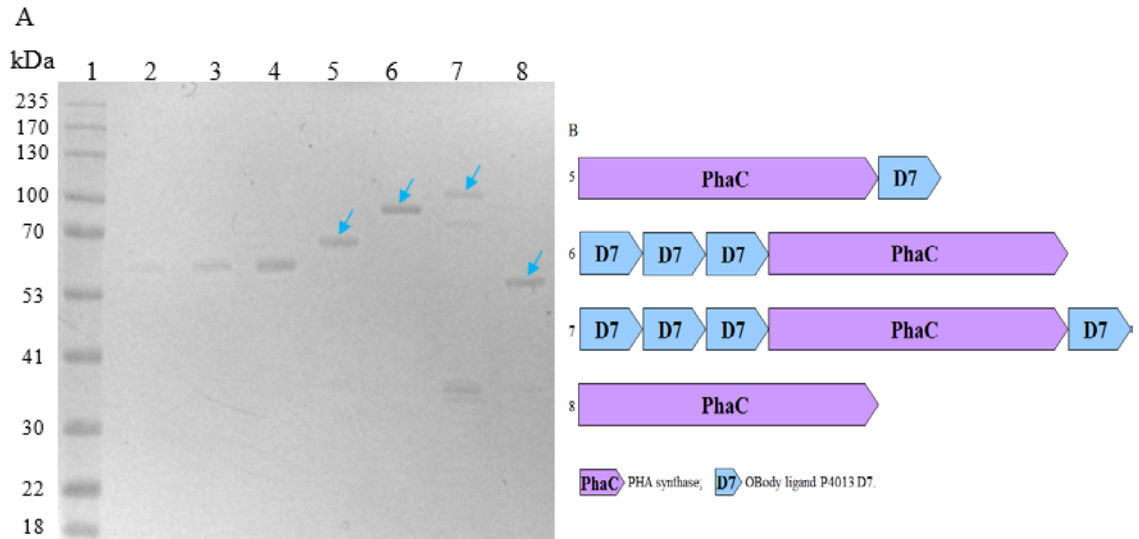 A
kDa
1 2 3 4 5 6 7 8
235
170
130
100
70
53
41
30
22
18
B
5 PhaC D7
6 D7 D7 D7 PhaC
7 D7 D7 D7 PhaC D7
8 PhaC
PhaC PHA synthase; D7 OBody ligand P4013 D7.